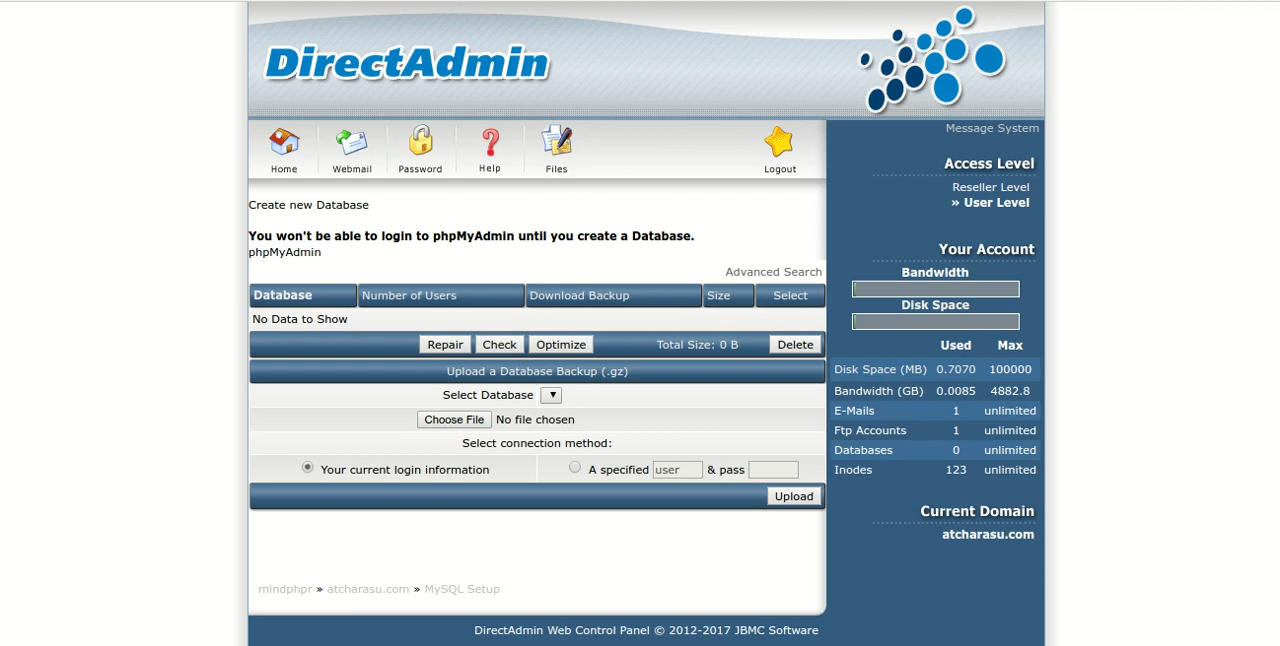 DirectAdmin
Home Webmail Password Help Files Logout
Message System
Access Level
Reseller Level
» User Level
Create new Database
You won't be able to login to phpMyAdmin until you create a Database.
phpMyAdmin
Advanced Search
Database Number of Users Download Backup Size Select
No Data to Show
Repair Check Optimize Total Size: 0 B Delete
Upload a Database Backup (.gz)
Select Database
Choose File No file chosen
Select connection method:
Your current login information A specified user & pass
Upload
Your Account
Bandwidth
Disk Space
Used Max
Disk Space (MB) 0.7070 100000
Bandwidth (GB) 0.0085 4882.8
E-Mails 1 unlimited
Ftp Accounts 1 unlimited
Databases 0 unlimited
Inodes 123 unlimited
Current Domain
atcharasu.com
mindphpr » atcharasu.com » MySQL Setup
DirectAdmin Web Control Panel © 2012-2017 JBMC Software